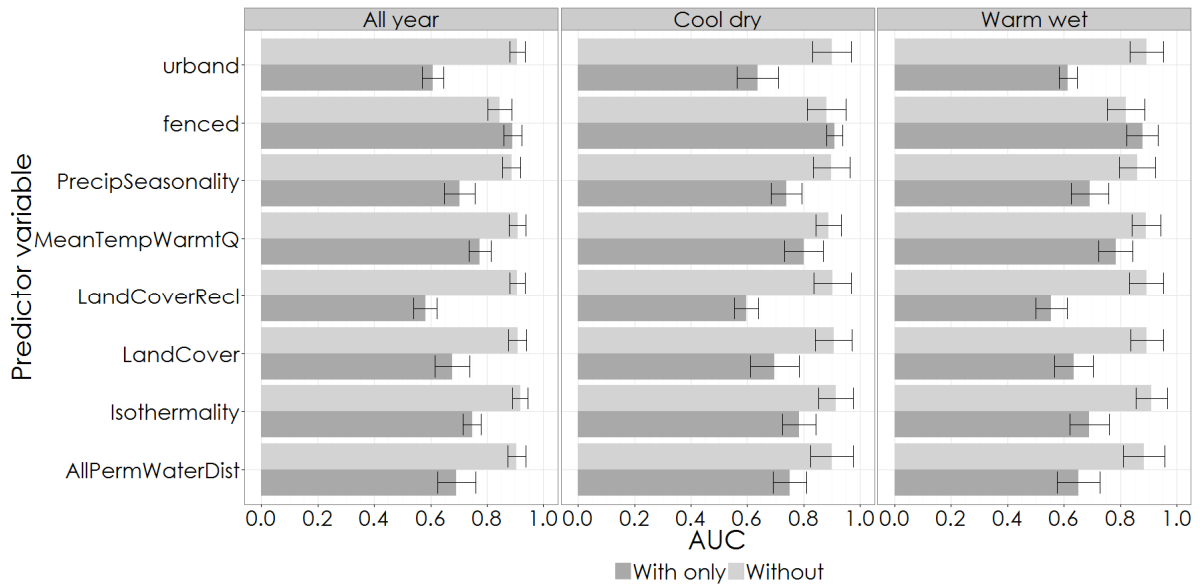 All year Cool dry Warm wet
Predictor variable
urband
fenced
PrecipSeasonality
MeanTempWarmtQ
LandCoverRecl
LandCover
Isothermality
AllPermWaterDist
0.0 0.2 0.4 0.6 0.8 1.0 0.0 0.2 0.4 0.6 0.8 1.0 0.0 0.2 0.4 0.6 0.8 1.0
AUC
With only Without